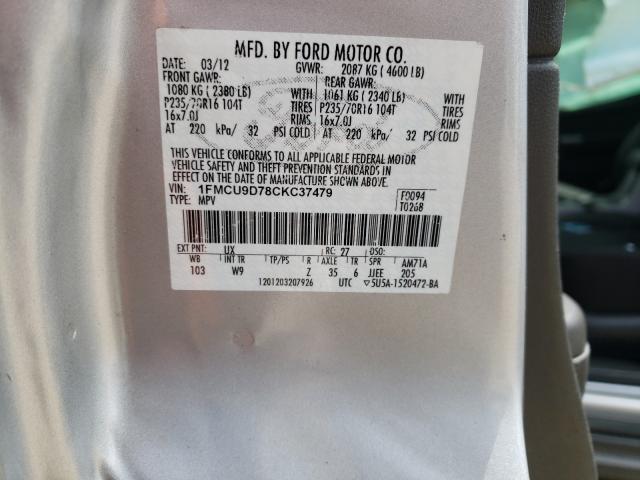 MFD. BY FORD MOTOR CO.
DATE: 03/12 GVWR: 2087 KG (4600 LB)
FRONT GAWR: REAR GAWR:
1080 KG (2380 LB) WITH 1061 KG (2340 LB) WITH
P235/70R16 104T TIRES P235/70R16 104T TIRES
16x7.0J RIMS 16x7.0J RIMS
AT 220 kPa/ 32 PSI COLD AT 220 kPa/ 32 PSI COLD
THIS VEHICLE CONFORMS TO ALL APPLICABLE FEDERAL MOTOR
VEHICLE SAFETY AND THEFT PREVENTION STANDARDS IN
EFFECT ON THE DATE OF MANUFACTURE SHOWN ABOVE.
VIN: 1FMCU9D78CKC37479 F0094
TYPE: MPV T0268
EXT PNT: UX RC: 27 DSO:
WB INT TR TP/PS R AXLE TR SPR AM71A
103 W9 Z 35 6 JJEE 205
1201203207926 UTC ▽5U5A-1520472-BA